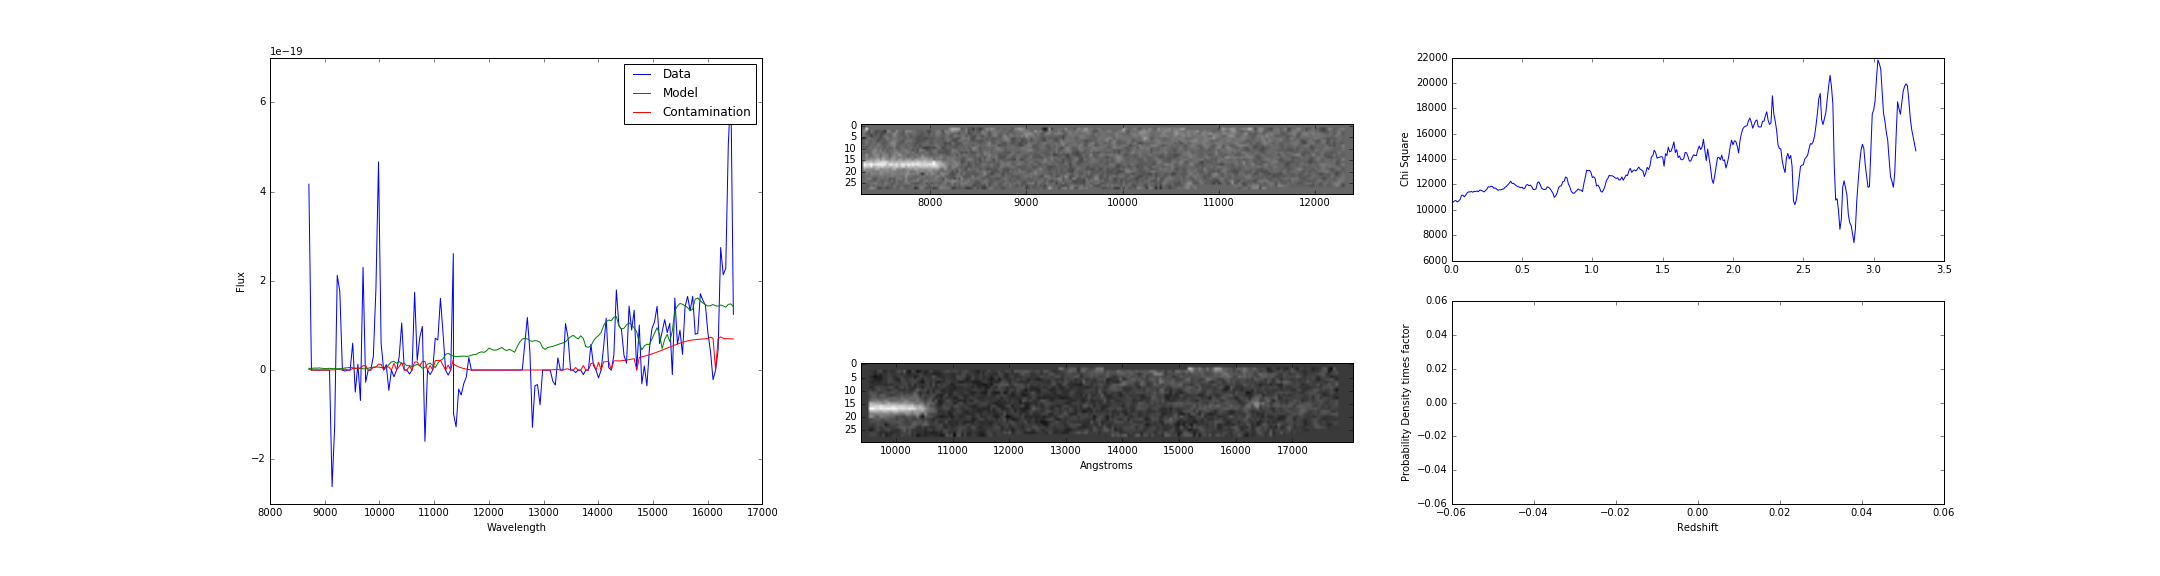 1e−19
6
4
2
0
−2
Flux
8000 9000 10000 11000 12000 13000 14000 15000 16000 17000
Wavelength
Data
Model
Contamination
0
5
10
15
20
25
8000 9000 10000 11000 12000
0
5
10
15
20
25
10000 11000 12000 13000 14000 15000 16000 17000
Angstroms
22000
20000
18000
16000
14000
12000
10000
8000
6000
Chi Square
0.0 0.5 1.0 1.5 2.0 2.5 3.0 3.5
0.06
0.04
0.02
0.00
−0.02
−0.04
−0.06
Probability Density times factor
−0.06 −0.04 −0.02 0.00 0.02 0.04 0.06
Redshift